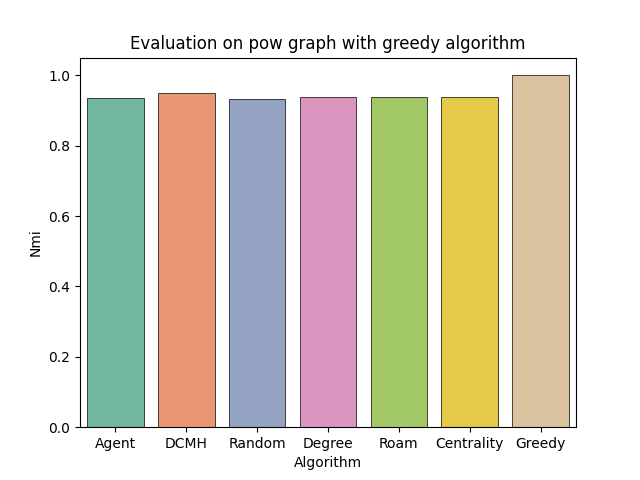 Evaluation on pow graph with greedy algorithm
1.0
0.8
0.6
0.4
0.2
0.0
Nmi
Agent DCMH Random Degree Roam Centrality Greedy
Algorithm